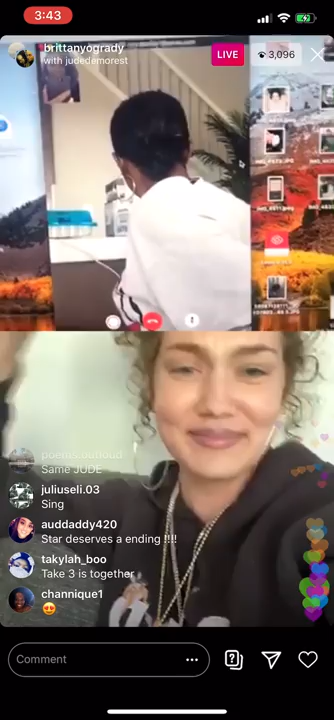 3:43
brittanyogrady
with judedemorest
LIVE
3,096
Same JUDE
juliuseli.03
Sing
auddaddy420
Star deserves a ending !!!!
takylah_boo
Take 3 is together
channique1
😍
Comment